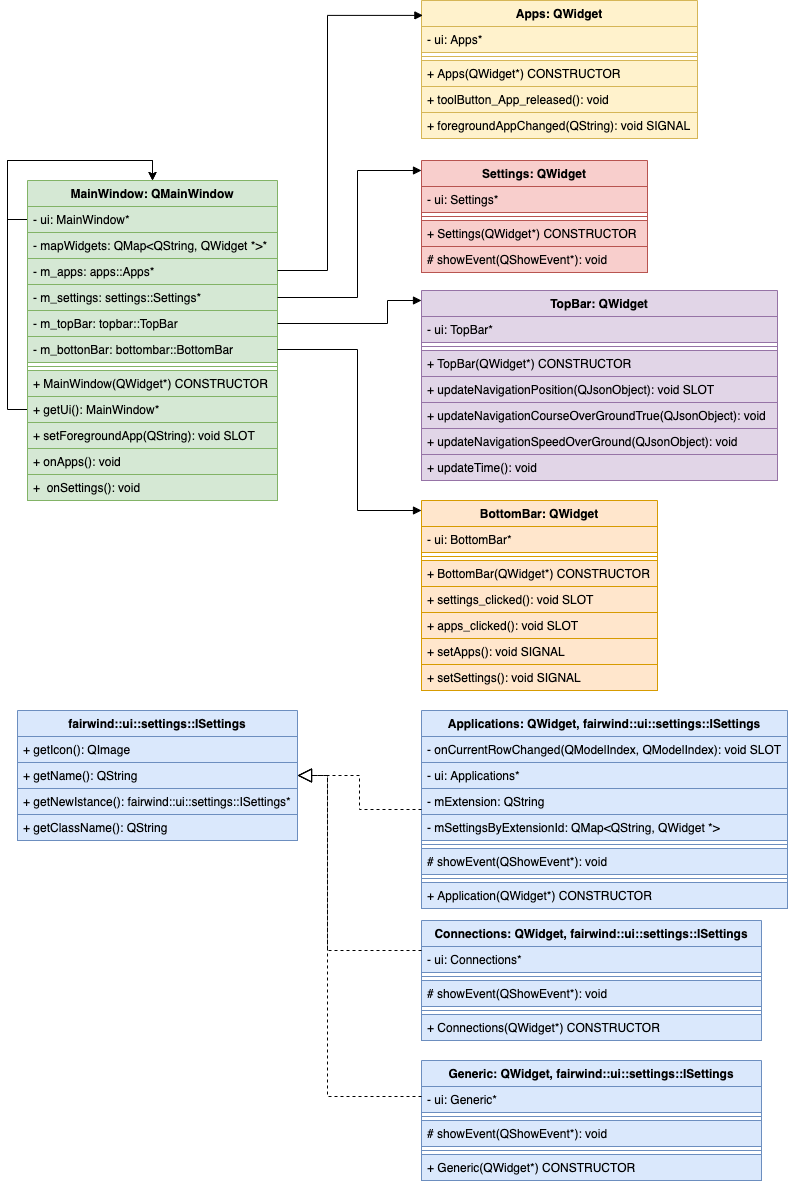 Apps: QWidget
- ui: Apps*
+ Apps(QWidget*) CONSTRUCTOR
+ toolButton_App_released(): void
+ foregroundAppChanged(QString): void SIGNAL
MainWindow: QMainWindow
- ui: MainWindow*
- mapWidgets: QMap<QString, QWidget *>*
- m_apps: apps::Apps*
- m_settings: settings::Settings*
- m_topBar: topbar::TopBar
- m_bottonBar: bottombar::BottomBar
+ MainWindow(QWidget*) CONSTRUCTOR
+ getUi(): MainWindow*
+ setForegroundApp(QString): void SLOT
+ onApps(): void
+  onSettings(): void
Settings: QWidget
- ui: Settings*
+ Settings(QWidget*) CONSTRUCTOR
# showEvent(QShowEvent*): void
TopBar: QWidget
- ui: TopBar*
+ TopBar(QWidget*) CONSTRUCTOR
+ updateNavigationPosition(QJsonObject): void SLOT
+ updateNavigationCourseOverGroundTrue(QJsonObject): void
+ updateNavigationSpeedOverGround(QJsonObject): void
+ updateTime(): void
BottomBar: QWidget
- ui: BottomBar*
+ BottomBar(QWidget*) CONSTRUCTOR
+ settings_clicked(): void SLOT
+ apps_clicked(): void SLOT
+ setApps(): void SIGNAL
+ setSettings(): void SIGNAL
fairwind::ui::settings::ISettings
+ getIcon(): QImage
+ getName(): QString
+ getNewIstance(): fairwind::ui::settings::ISettings*
+ getClassName(): QString
Applications: QWidget, fairwind::ui::settings::ISettings
- onCurrentRowChanged(QModelIndex, QModelIndex): void SLOT
- ui: Applications*
- mExtension: QString
- mSettingsByExtensionId: QMap<QString, QWidget *>
# showEvent(QShowEvent*): void
+ Application(QWidget*) CONSTRUCTOR
Connections: QWidget, fairwind::ui::settings::ISettings
- ui: Connections*
# showEvent(QShowEvent*): void
+ Connections(QWidget*) CONSTRUCTOR
Generic: QWidget, fairwind::ui::settings::ISettings
- ui: Generic*
# showEvent(QShowEvent*): void
+ Generic(QWidget*) CONSTRUCTOR